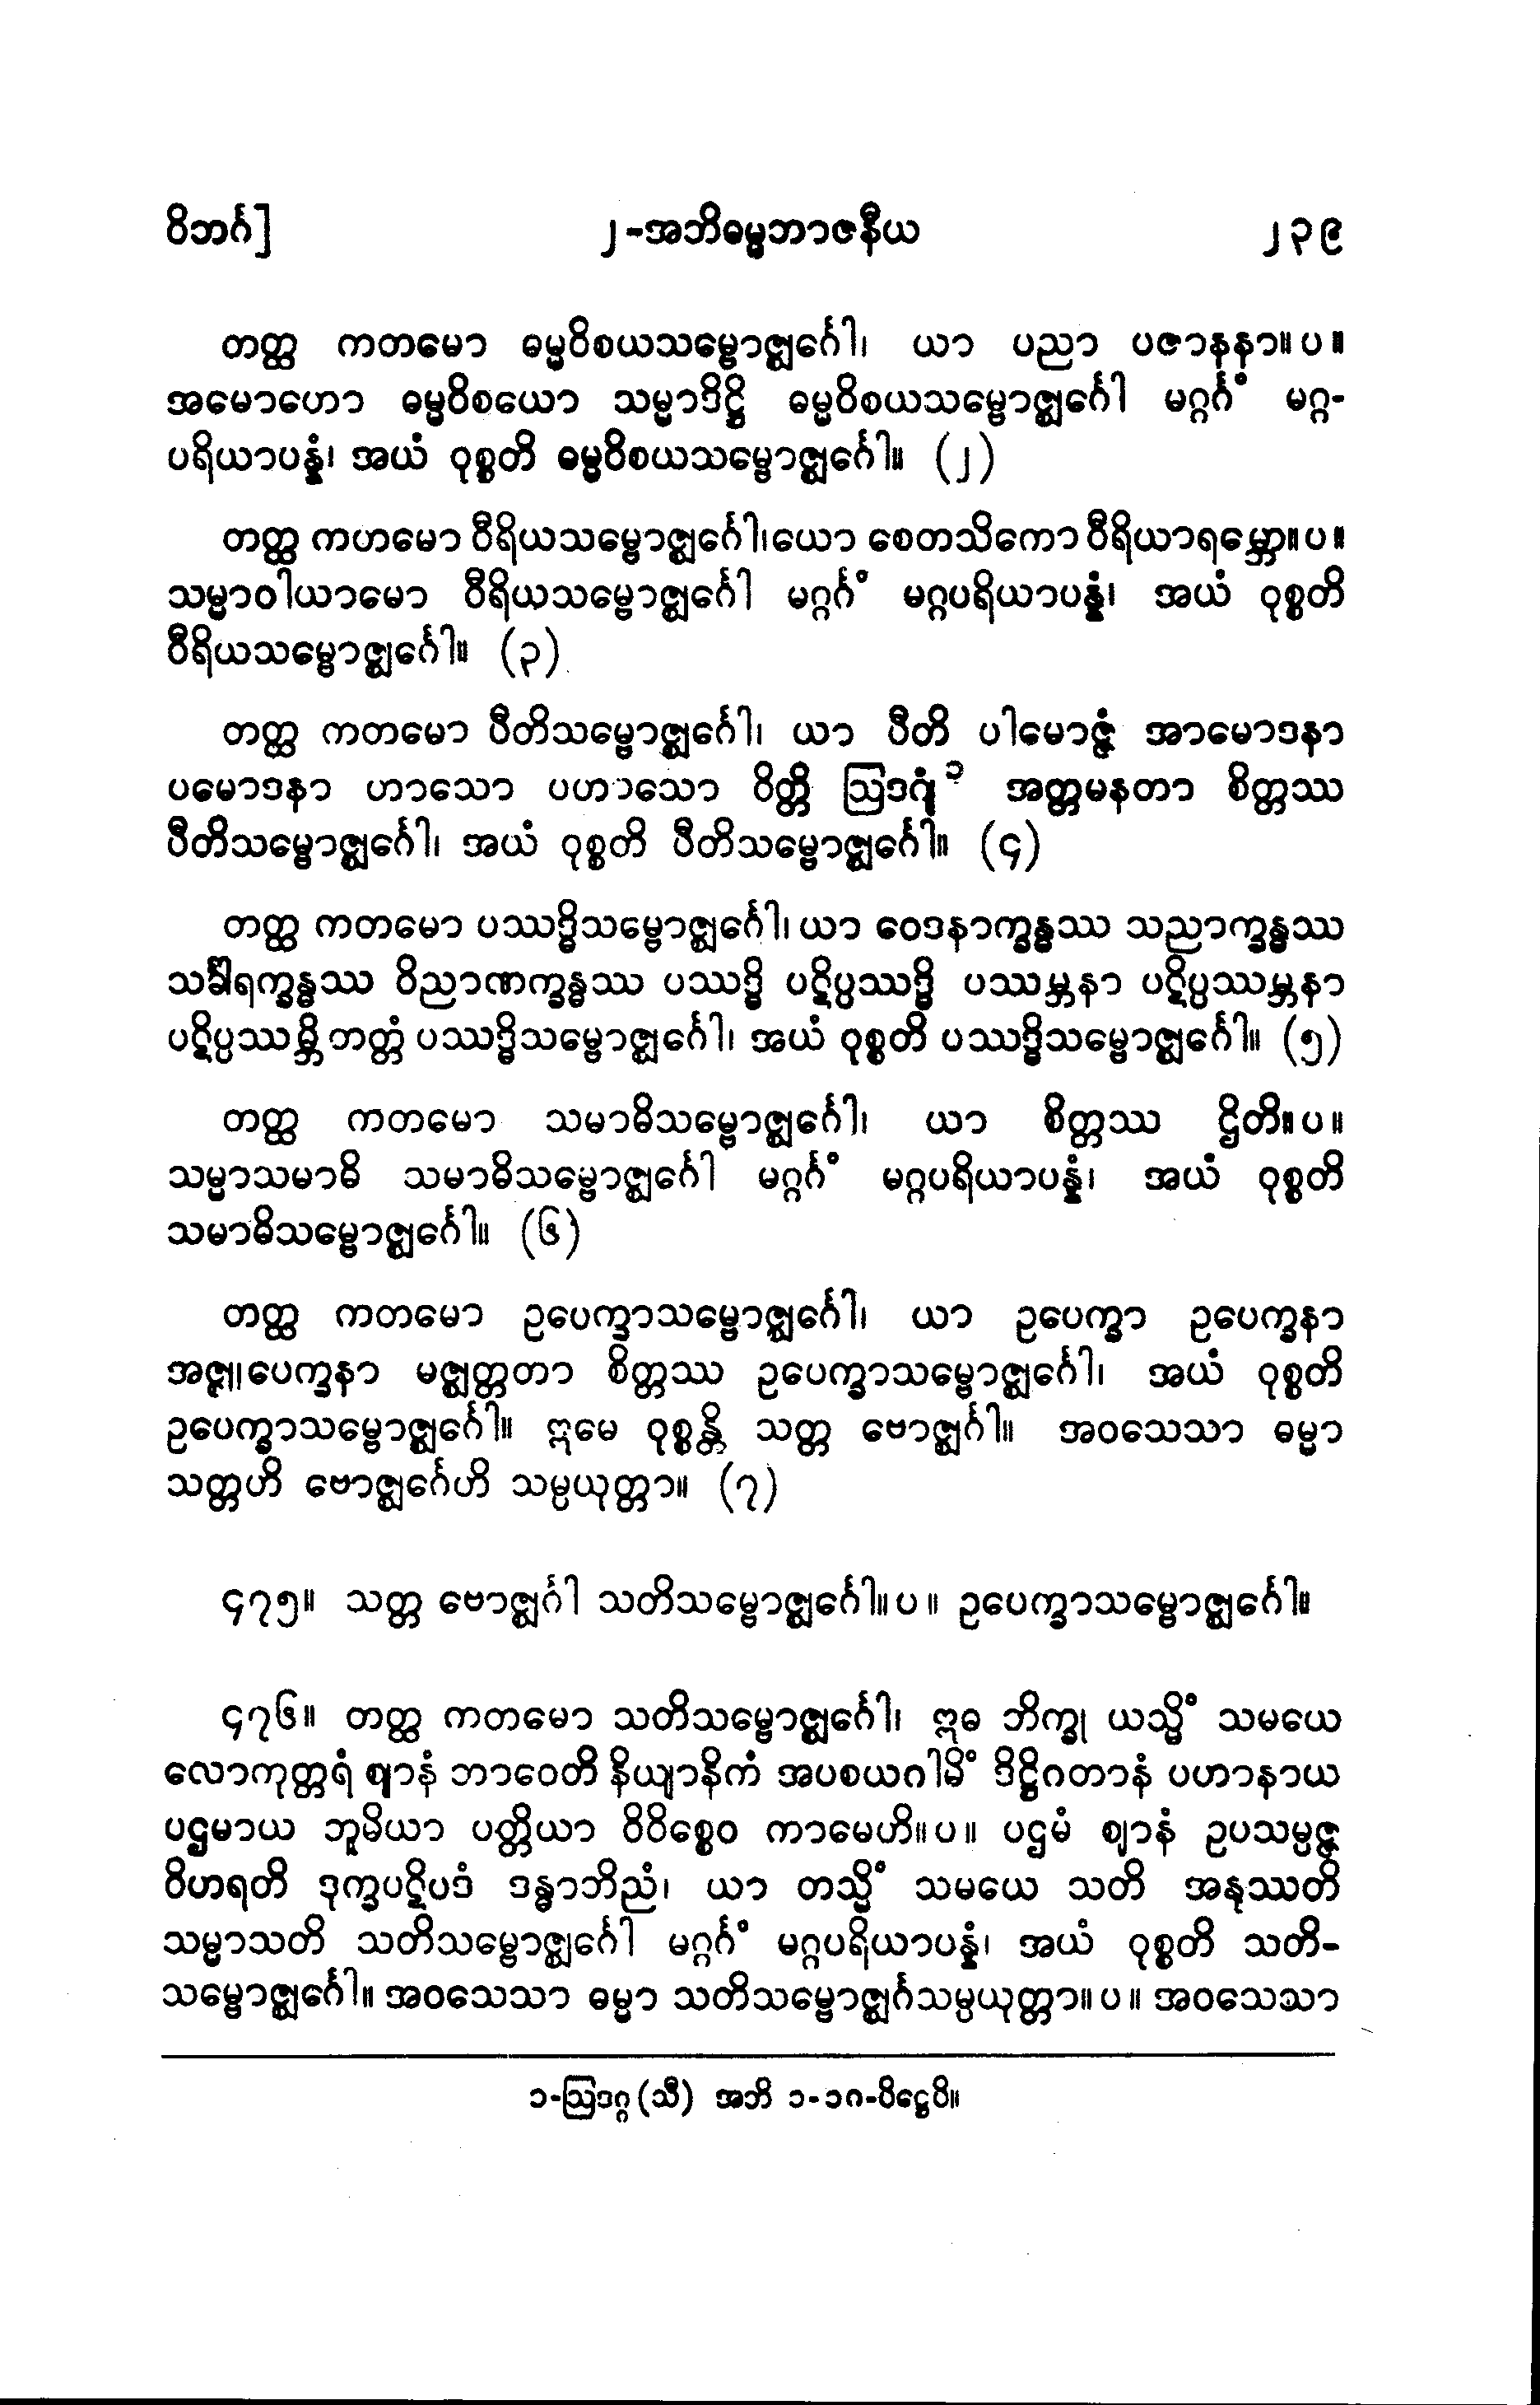 ဝိဘင်္ဂ] ၂-အဘိဓမ္မဘာဇနီယ ၂၃၉
တတ္ထ ကတမော ဓမ္မဝိစယသမ္ဗောဇ္ဈင်္ဂေါ၊ ယာ ပညာ ပဇာနနာ။ပ။
အမောဟော ဓမ္မဝိစယော သမ္မာဒိဋ္ဌိ ဓမ္မဝိစယသမ္ဗောဇ္ဈင်္ဂေါ မဂ္ဂင်္ဂံ မဂ္ဂ-
ပရိယာပန္နံ၊ အယံ ဝုစ္စတိ ဓမ္မဝိစယသမ္ဗောဇ္ဈင်္ဂေါ။ (၂)
တတ္ထ ကဟမော ဝီရိယသမ္ဗောဇ္ဈင်္ဂေါ၊ယော စေတသိကော ဝီရိယာရမ္ဘော။ပ။
သမ္မာဝါယာမော ဝီရိယသမ္ဗောဇ္ဈင်္ဂေါ မဂ္ဂင်္ဂံ မဂ္ဂပရိယာပန္နံ၊ အယံ ဝုစ္စတိ
ဝီရိယသမ္ဗောဇ္ဈင်္ဂေါ။ (၃)
တတ္ထ ကတမော ပီတိသမ္ဗောဇ္ဈင်္ဂေါ၊ ယာ ပီတိ ပါမောဇ္ဇံ အာမောဒနာ
ပမောဒနာ ဟာသော ပဟာသော ဝိတ္တိ ဩဒဂျံ ၁ အတ္တမနတာ စိတ္တဿ
ပီတိသမ္ဗောဇ္ဈင်္ဂေါ၊ အယံ ဝုစ္စတိ ပီတိသမ္ဗောဇ္ဈင်္ဂေါ။ (၄)
တတ္ထ ကတမော ပဿဒ္ဓိသမ္ဗောဇ္ဈင်္ဂေါ၊ ယာ ဝေဒနာက္ခန္ဓဿ သညာက္ခန္ဓဿ
သင်္ခါရက္ခန္ဓဿ ဝိညာဏက္ခန္ဓဿ ပဿဒ္ဓိ ပဋိပ္ပဿဒ္ဓိ ပဿမ္ဘနာ ပဋိပ္ပဿမ္ဘနာ
ပဋိပ္ပဿမ္ဘိတတ္တံ ပဿဒ္ဓိသမ္ဗောဇ္ဈင်္ဂေါ၊ အယံ ဝုစ္စတိ ပဿဒ္ဓိသမ္ဗောဇ္ဈင်္ဂေါ။ (၅)
တတ္ထ ကတမော သမာဓိသမ္ဗောဇ္ဈင်္ဂေါ၊ ယာ စိတ္တဿ ဌိတိ။ပ။
သမ္မာသမာဓိ သမာဓိသမ္ဗောဇ္ဈင်္ဂေါ မဂ္ဂင်္ဂံ မဂ္ဂပရိယာပန္နံ၊ အယံ ဝုစ္စတိ
သမာဓိသမ္ဗောဇ္ဈင်္ဂေါ။ (၆)
တတ္ထ ကတမော ဥပေက္ခာသမ္ဗောဇ္ဈင်္ဂေါ၊ ယာ ဥပေက္ခာ ဥပေက္ခနာ
အဇ္ဈုပေက္ခနာ မဇ္ဈတ္တတာ စိတ္တဿ ဥပေက္ခာသမ္ဗောဇ္ဈင်္ဂေါ၊ အယံ ဝုစ္စတိ
ဥပေက္ခာသမ္ဗောဇ္ဈင်္ဂေါ။ ဣမေ ဝုစ္စန္တိ သတ္တ ဗောဇ္ဈင်္ဂါ။ အဝသေသာ ဓမ္မာ
သတ္တဟိ ဗောဇ္ဈင်္ဂေဟိ သမ္ပယုတ္တာ။ (၇)
၄၇၅။ သတ္တ ဗောဇ္ဈင်္ဂါ သတိသမ္ဗောဇ္ဈင်္ဂေါ။ပ။ ဥပေက္ခာသမ္ဗောဇ္ဈင်္ဂေါ။
၄၇၆။ တတ္ထ ကတမော သတိသမ္ဗောဇ္ဈင်္ဂေါ၊ ဣဓ ဘိက္ခု ယသ္မိံ သမယေ
လောကုတ္တရံ ဈာနံ ဘာဝေတိ နိယျာနိကံ အပစယဂါမိံ ဒိဋ္ဌိဂတာနံ ပဟာနာယ
ပဌမာယ ဘူမိယာ ပတ္တိယာ ဝိဝိစ္စေဝ ကာမေဟိ။ပ။ ပဌမံ ဈာနံ ဥပသမ္ပဇ္ဇ
ဝိဟရတိ ဒုက္ခပဋိပဒံ ဒန္ဓာဘိညံ၊ ယာ တသ္မိံ သမယေ သတိ အနုဿတိ
သမ္မာသတိ သတိသမ္ဗောဇ္ဈင်္ဂေါ မဂ္ဂင်္ဂံ မဂ္ဂပရိယာပန္နံ၊ အယံ ဝုစ္စတိ သတိ-
သမ္ဗောဇ္ဈင်္ဂေါ။ အဝသေသာ ဓမ္မာ သတိသမ္ဗောဇ္ဈင်္ဂသမ္ပယုတ္တာ။ပ။ အဝသေသာ
၁-ဩဒဂ္ဂ (သီ) အဘိ ၁-၁ဂ-ပိဋ္ဌေပိ။